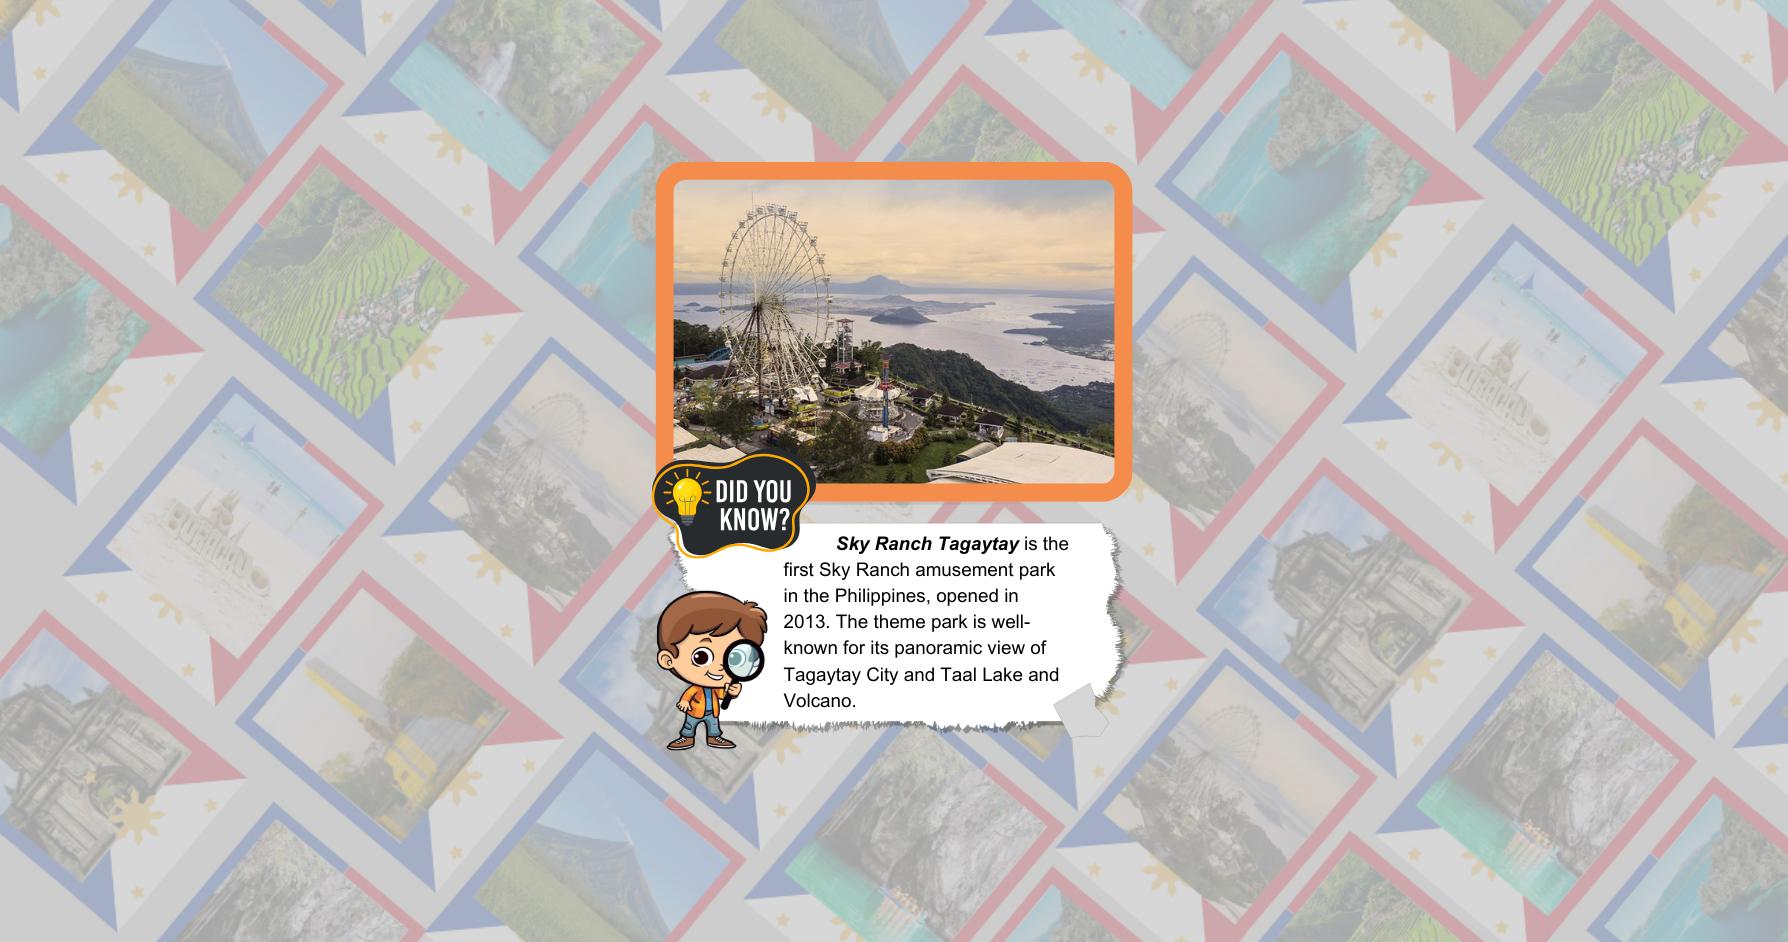 DID YOU
KNOW?
Sky Ranch Tagaytay is the
first Sky Ranch amusement park
in the Philippines, opened in
2013. The theme park is well-
known for its panoramic view of
Tagaytay City and Taal Lake and
Volcano.